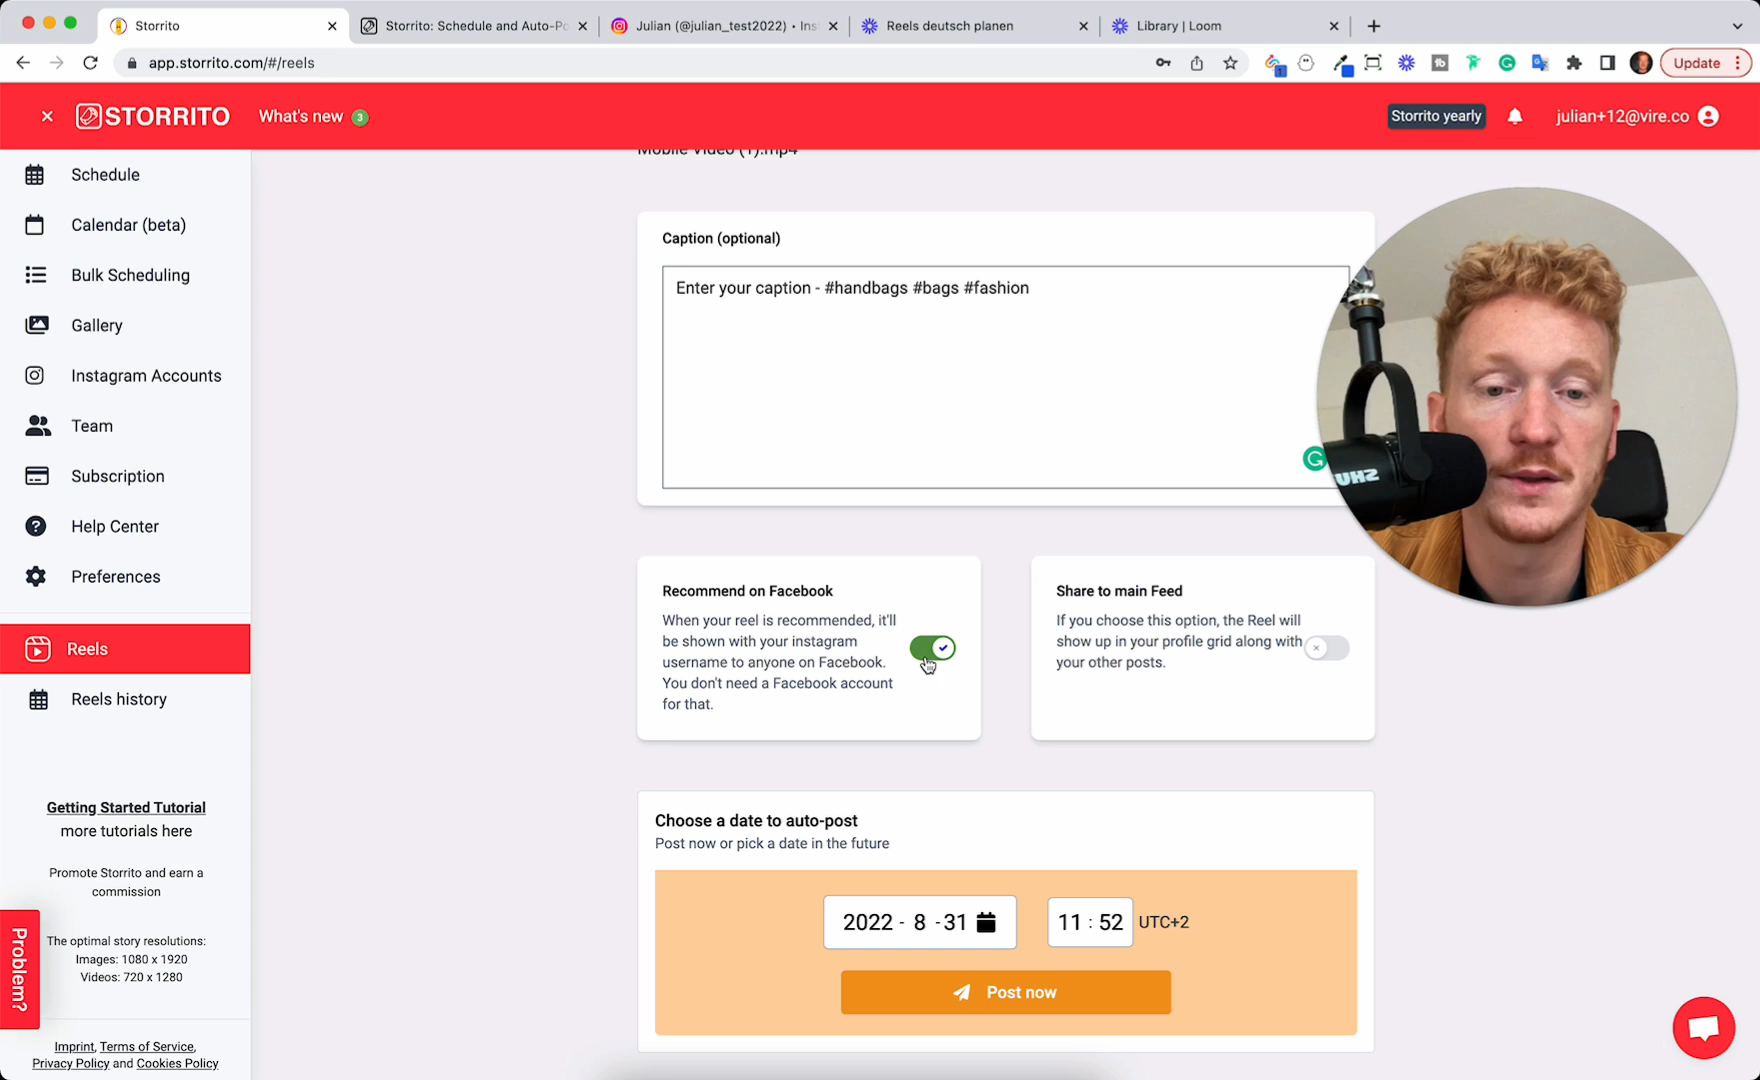 Storrito
Storrito: Schedule and Auto-Po
Julian (@julian_test2022) • Ins
Reels deutsch planen
Library | Loom
app.storrito.com/#/reels
1
Update
STORRITO
What's new 3
Storrito yearly
julian+12@vire.co
Mobile Video (1).mp4
Schedule
Calendar (beta)
Bulk Scheduling
Gallery
Instagram Accounts
Team
Subscription
Help Center
Preferences
Reels
Reels history
Getting Started Tutorial
more tutorials here
Promote Storrito and earn a
commission
The optimal story resolutions:
Images: 1080 x 1920
Videos: 720 x 1280
Problem?
Imprint, Terms of Service,
Privacy Policy and Cookies Policy
Caption (optional)
Enter your caption - #handbags #bags #fashion
SHU
Recommend on Facebook
When your reel is recommended, it'll
be shown with your instagram
username to anyone on Facebook.
You don't need a Facebook account
for that.
Share to main Feed
If you choose this option, the Reel will
show up in your profile grid along with
your other posts.
Choose a date to auto-post
Post now or pick a date in the future
2022 - 8 - 31
11 : 52 UTC+2
Post now